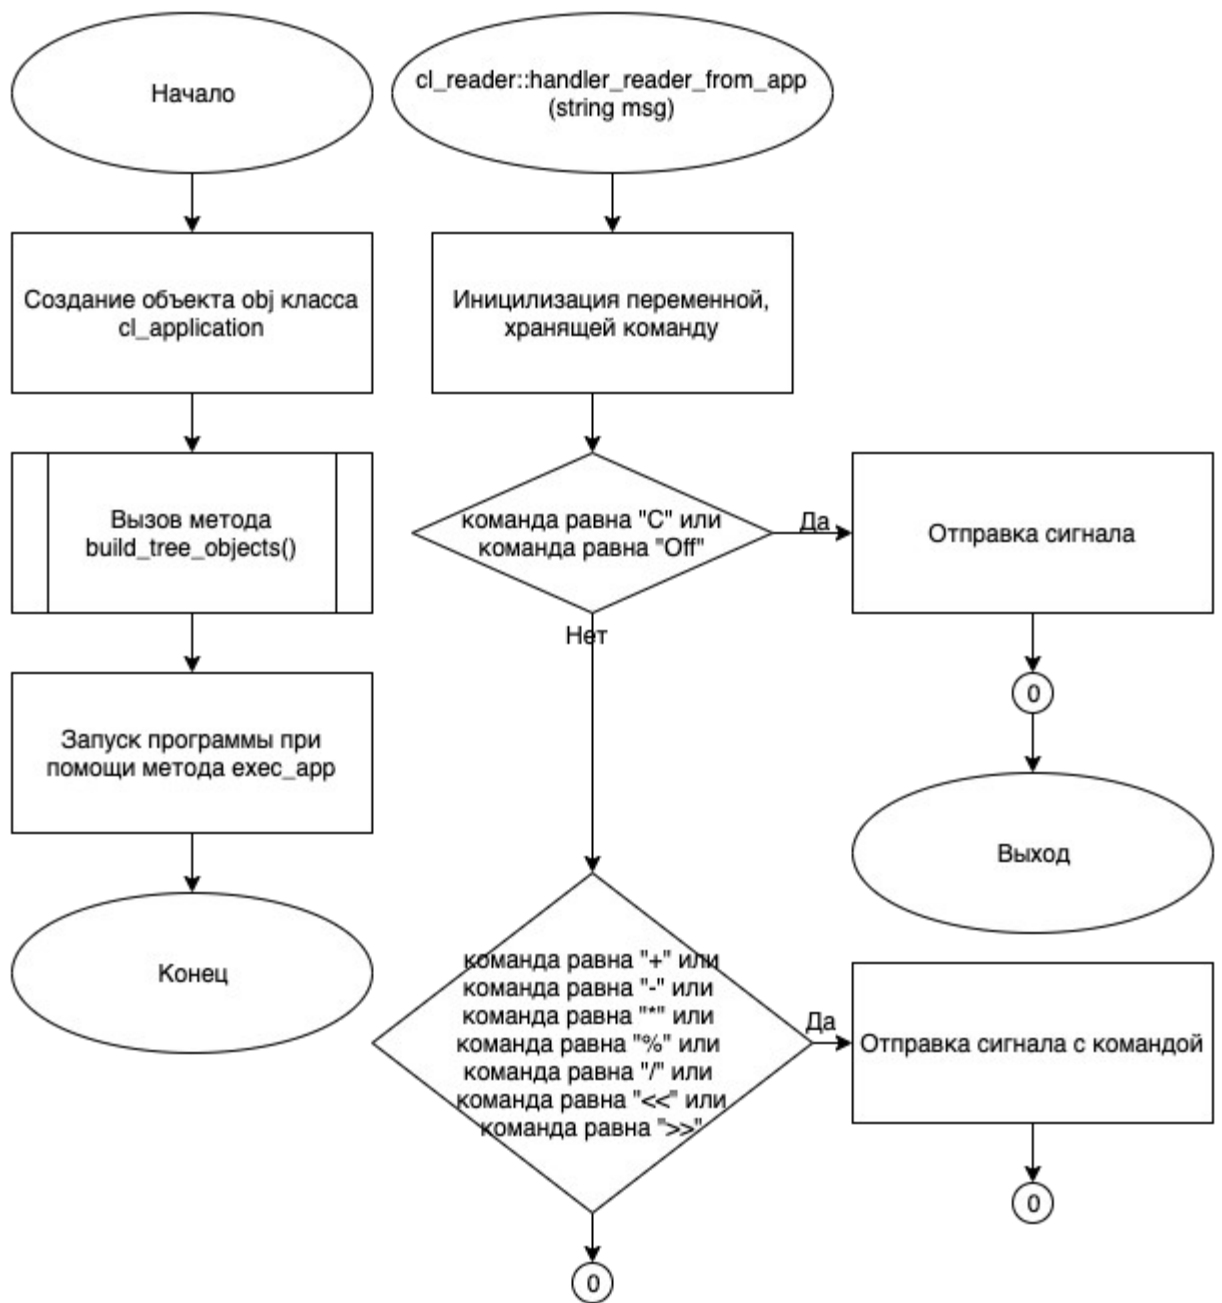 Начало
Создание объекта obj класса
cl_application
Вызов метода
build_tree_objects()
Запуск программы при
помощи метода exec_app
Конец
cl_reader::handler_reader_from_app
(string msg)
Иницилизация переменной,
хранящей команду
команда равна "C" или
команда равна "Off"
Да
Отправка сигнала
0
Выход
Нет
команда равна "+" или
команда равна "-" или
команда равна "*" или
команда равна "%" или
команда равна "/" или
команда равна "<<" или
команда равна ">>"
Да
Отправка сигнала с командой
0
0